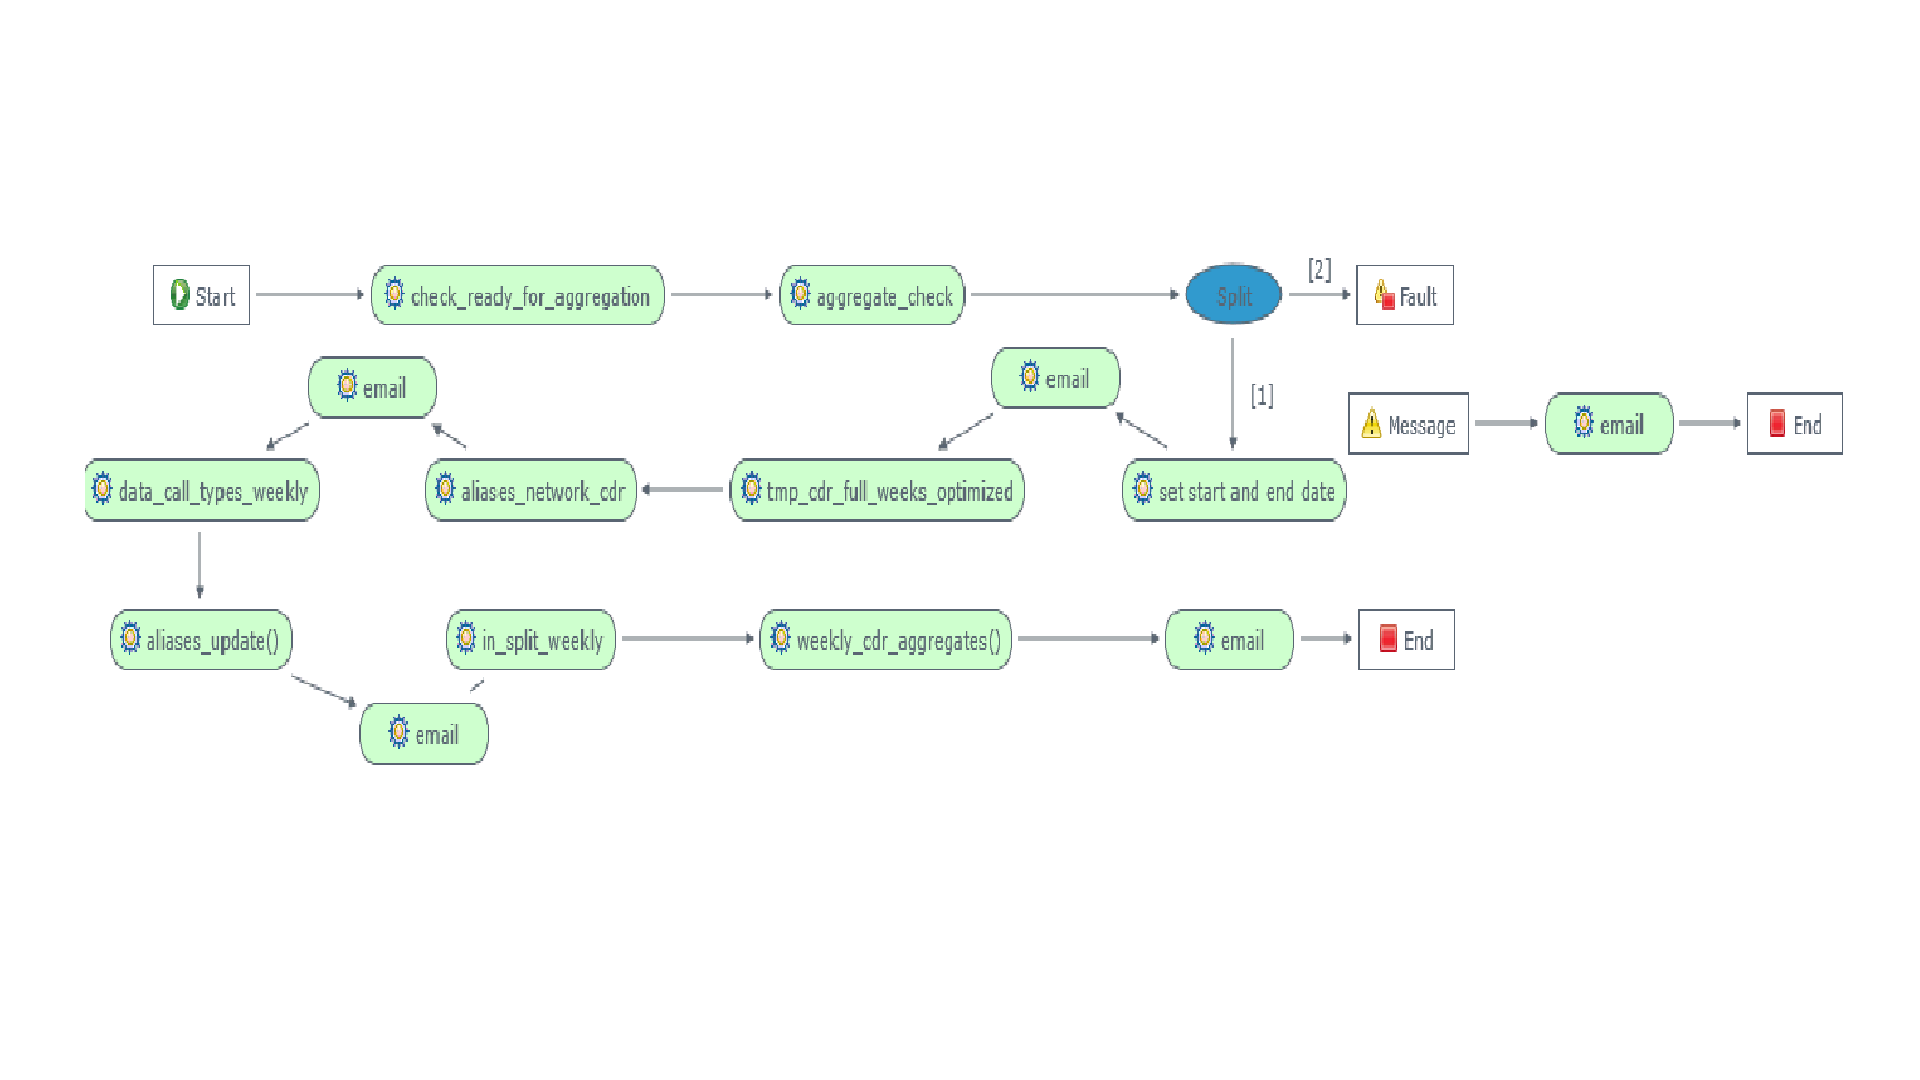 Start
check_ready_for_aggregation
aggregate_check
Split
[2]
Fault
email
email
[1]
Message
email
End
data_call_types_weekly
aliases_network_cdr
tmp_cdr_full_weeks_optimized
set start and end date
aliases_update()
in_split_weekly
weekly_cdr_aggregates()
email
End
email